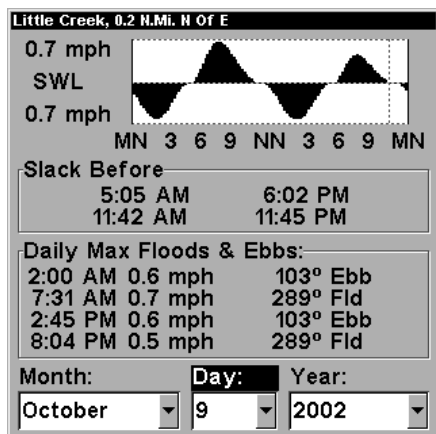 Little Creek, 0.2 N.Mi. N Of E
0.7 mph
SWL
0.7 mph
MN 3 6 9 NN 3 6 9 MN
Slack Before
5:05 AM 6:02 PM
11:42 AM 11:45 PM
Daily Max Floods & Ebbs:
2:00 AM 0.6 mph 103º Ebb
7:31 AM 0.7 mph 289º Fld
2:45 PM 0.6 mph 103º Ebb
8:04 PM 0.5 mph 289º Fld
Month: Day: Year:
October 9 2002